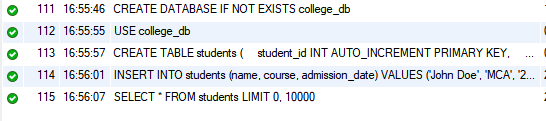 111 16:55:46 CREATE DATABASE IF NOT EXISTS college_db
112 16:55:55 USE college_db
113 16:55:57 CREATE TABLE students ( student_id INT AUTO_INCREMENT PRIMARY KEY, ...
114 16:56:01 INSERT INTO students (name, course, admission_date) VALUES ('John Doe', 'MCA', '2...
115 16:56:07 SELECT * FROM students LIMIT 0, 10000